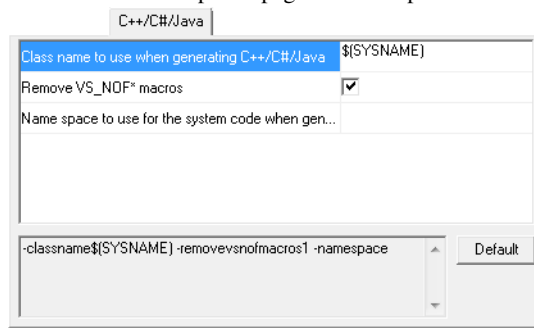 C++/C#/Java
Class name to use when generating C++/C#/Java $(SYSNAME)
Remove VS_NOF* macros
Name space to use for the system code when gen...
-classname$(SYSNAME) -removevsnofmacros1 -namespace
Default